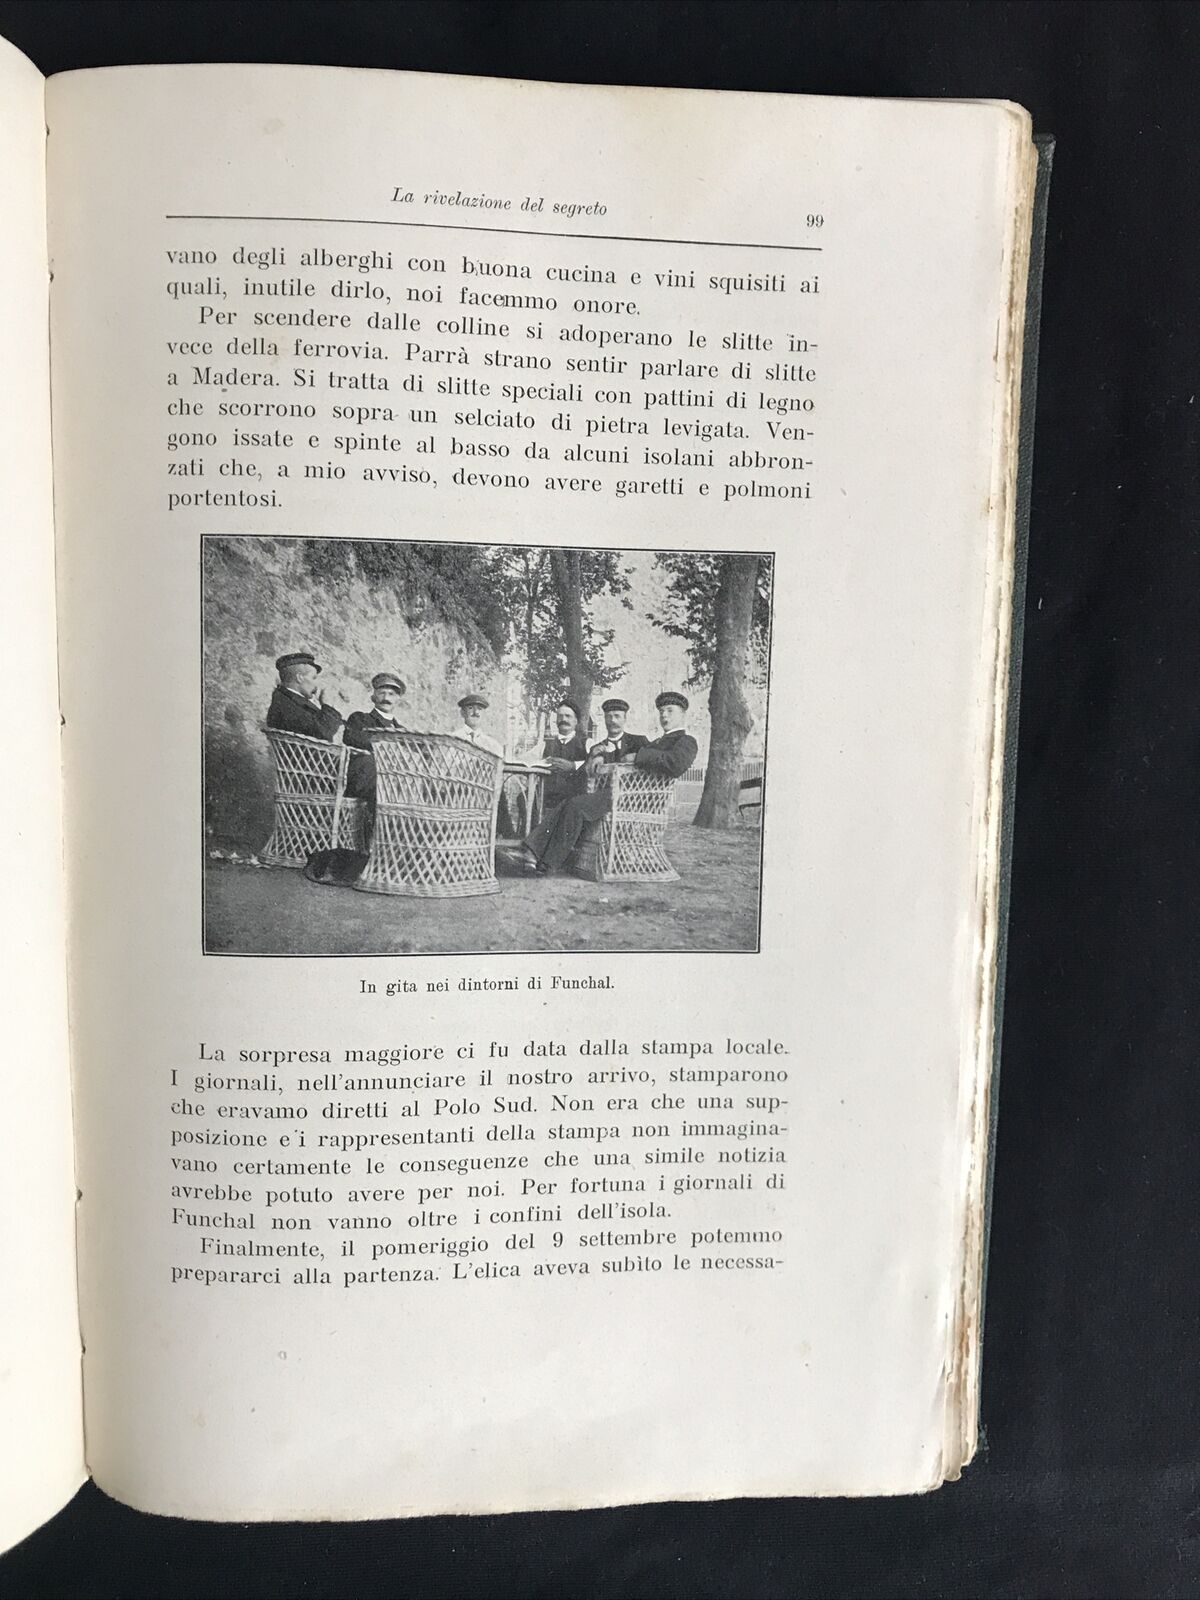 La rivelazione del segreto
99
vano degli alberghi con buona cucina e vini squisiti ai
quali, inutile dirlo, noi facemmo onore.
Per scendere dalle colline si adoperano le slitte in-
vece della ferrovia. Parrà strano sentir parlare di slitte
a Madera. Si tratta di slitte speciali con pattini di legno
che scorrono sopra un selciato di pietra levigata. Ven-
gono issate e spinte al basso da alcuni isolani abbron-
zati che, a mio avviso, devono avere garetti e polmoni
portentosi.
In gita nei dintorni di Funchal.
La sorpresa maggiore ci fu data dalla stampa locale.
I giornali, nell'annunciare il nostro arrivo, stamparono
che eravamo diretti al Polo Sud. Non era che una sup-
posizione e i rappresentanti della stampa non immagina-
vano certamente le conseguenze che una simile notizia
avrebbe potuto avere per noi. Per fortuna i giornali di
Funchal non vanno oltre i confini dell'isola.
Finalmente, il pomeriggio del 9 settembre potemmo
prepararci alla partenza. L'elica aveva subìto le necessa-